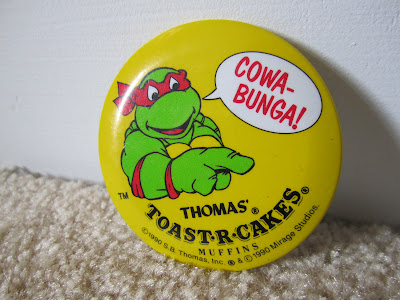 COWA-
BUNGA!
TM
THOMAS'®
TOAST·R·CAKES®
MUFFINS
©1990 S.B. Thomas, Inc. ® & ©1990 Mirage Studios.